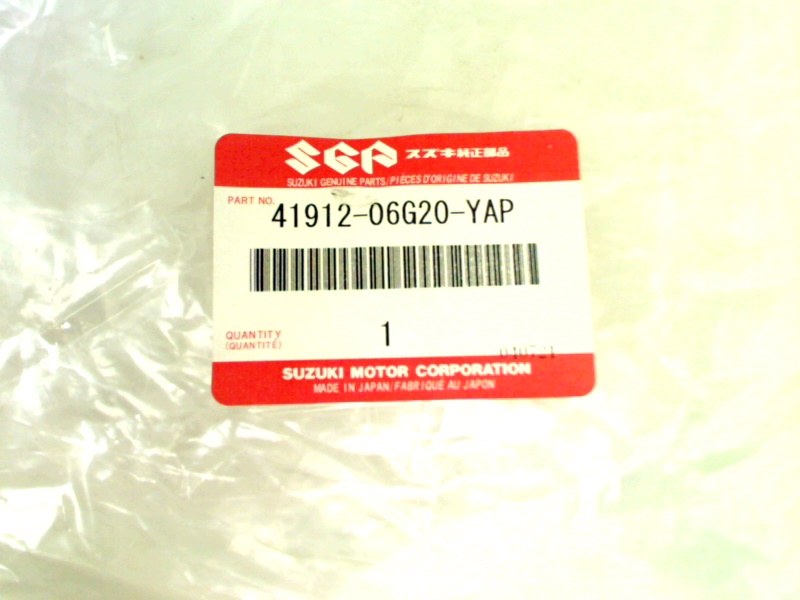 SGP スズキ純正部品
SUZUKI GENUINE PARTS/PIÈCES D'ORIGINE DE SUZUKI
PART NO.
41912-06G20-YAP
QUANTITY
(QUANTITÉ)
1
040721
SUZUKI MOTOR CORPORATION
MADE IN JAPAN/FABRIQUÉ AU JAPON